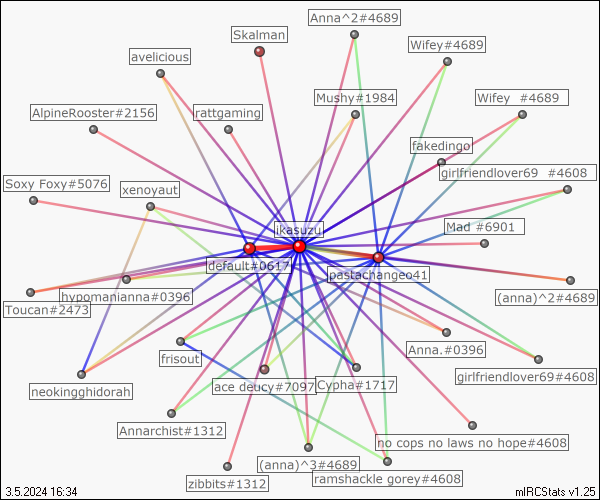 Anna^2#4689
Skalman
Wifey#4689
avelicious
Mushy#1984
Wifey #4689
AlpineRooster#2156
rattgaming
fakedingo
girlfriendlover69 #4608
Soxy Foxy#5076
xenoyaut
Mad #6901
ikasuzu
default#0617
pastachangeo41
hypomanianna#0396
(anna)^2#4689
Toucan#2473
Anna.#0396
frisout
girlfriendlover69#4608
ace deucy#7097
Cypha#1717
neokingghidorah
Annarchist#1312
no cops no laws no hope#4608
(anna)^3#4689
ramshackle gorey#4608
zibbits#1312
3.5.2024 16:34
mIRCStats v1.25